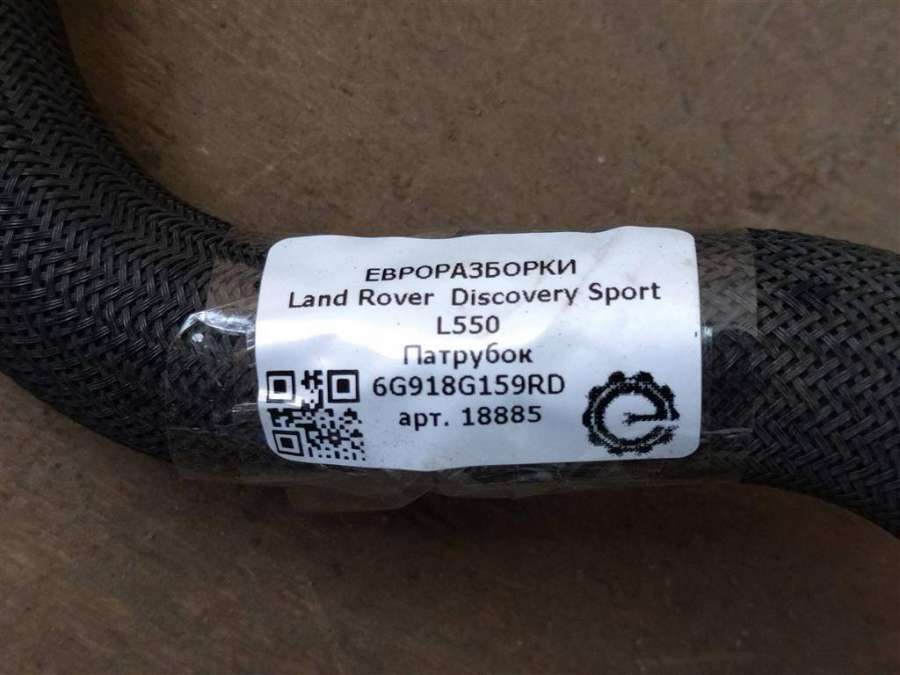 ЕВРОРАЗБОРКИ
Land Rover Discovery Sport
L550
Патрубок
6G918G159RD
арт. 18885